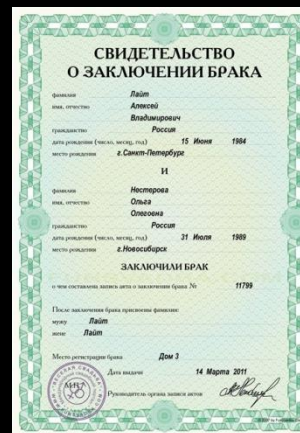 СВИДЕТЕЛЬСТВО
О ЗАКЛЮЧЕНИИ БРАКА
фамилия Лайт
имя, отчество Алексей
Владимирович
гражданство Россия
дата рождения (число, месяц, год) 15 Июня 1984
место рождения г.Санкт-Петербург
И
фамилия Нестерова
имя, отчество Ольга
Олеговна
гражданство Россия
дата рождения (число, месяц, год) 31 Июля 1989
место рождения г.Новосибирск
ЗАКЛЮЧИЛИ БРАК
о чем составлена запись акта о заключении брака № 11799
После заключения брака присвоены фамилии:
мужу Лайт
жене Лайт
Место регистрации брака Дом 3
Дата выдачи 14 Марта 2011
Руководитель органа записи актов